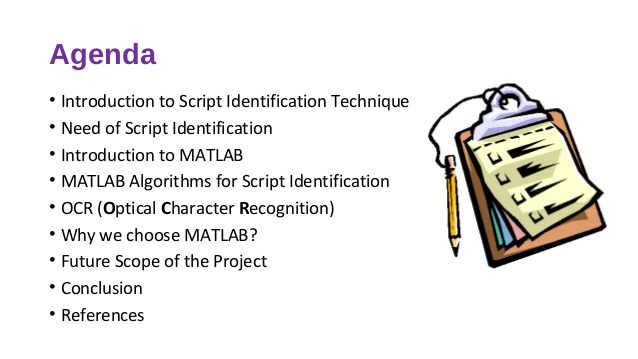 Agenda
• Introduction to Script Identification Technique
• Need of Script Identification
• Introduction to MATLAB
• MATLAB Algorithms for Script Identification
• OCR (Optical Character Recognition)
• Why we choose MATLAB?
• Future Scope of the Project
• Conclusion
• References